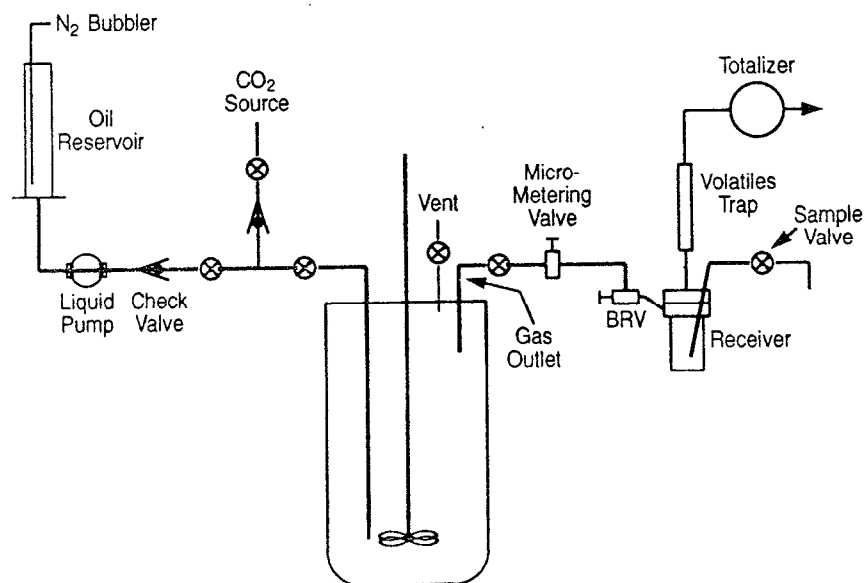 N₂ Bubbler
Oil
Reservoir
CO₂
Source
Totalizer
Micro-
Metering
Valve
Vent
Volatiles
Trap
Sample
Valve
Liquid
Pump
Check
Valve
Gas
Outlet
BRV
Receiver